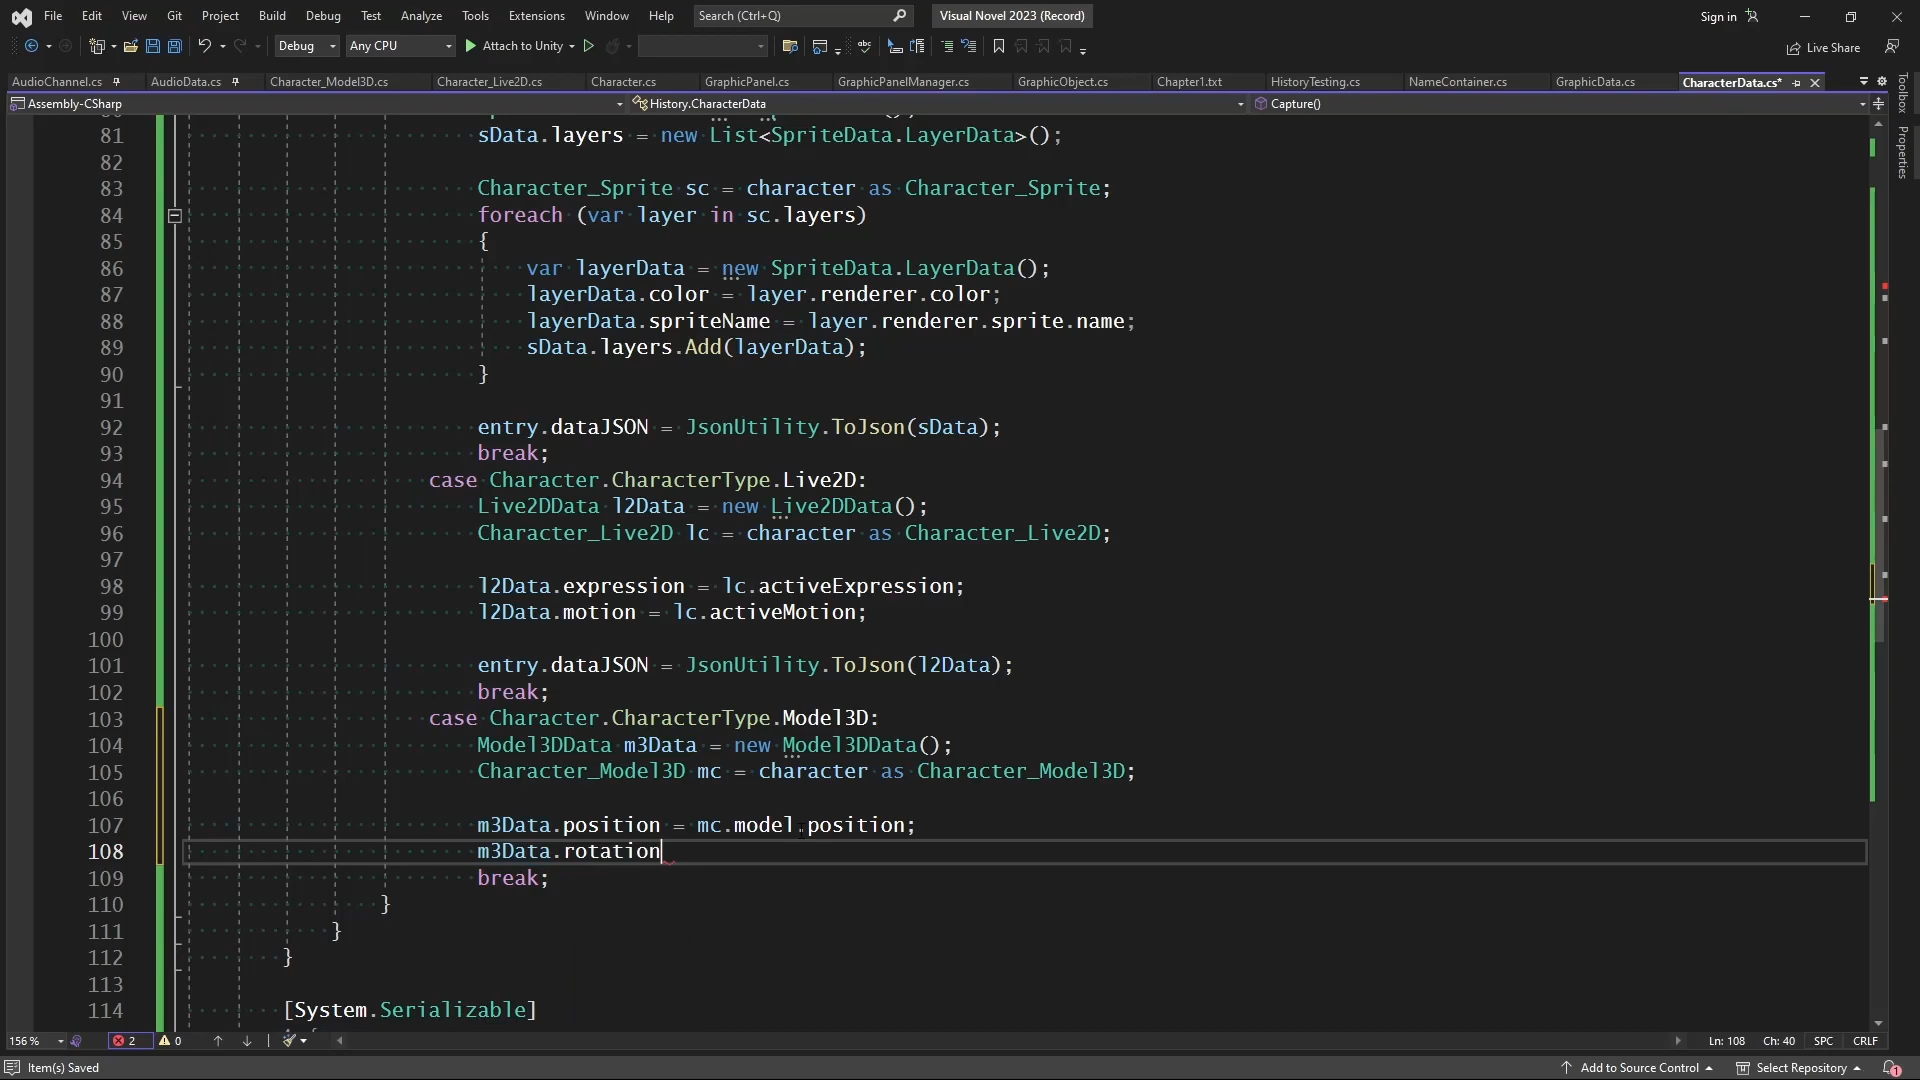 File Edit View Git Project Build Debug Test Analyze Tools Extensions Window Help Search (Ctrl+Q) Visual Novel 2023 (Record) Sign in
Debug Any CPU Attach to Unity Live Share
AudioChannel.cs AudioData.cs Character_Model3D.cs Character_Live2D.cs Character.cs GraphicPanel.cs GraphicPanelManager.cs GraphicObject.cs Chapter1.txt HistoryTesting.cs NameContainer.cs GraphicData.cs CharacterData.cs*
Assembly-CSharp History.CharacterData Capture()
Toolbox
Properties
81 sData.layers = new List<SpriteData.LayerData>();
82
83 Character_Sprite sc = character as Character_Sprite;
84 foreach (var layer in sc.layers)
85 {
86 var layerData = new SpriteData.LayerData();
87 layerData.color = layer.renderer.color;
88 layerData.spriteName = layer.renderer.sprite.name;
89 sData.layers.Add(layerData);
90 }
91
92 entry.dataJSON = JsonUtility.ToJson(sData);
93 break;
94 case Character.CharacterType.Live2D:
95 Live2DData l2Data = new Live2DData();
96 Character_Live2D lc = character as Character_Live2D;
97
98 l2Data.expression = lc.activeExpression;
99 l2Data.motion = lc.activeMotion;
100
101 entry.dataJSON = JsonUtility.ToJson(l2Data);
102 break;
103 case Character.CharacterType.Model3D:
104 Model3DData m3Data = new Model3DData();
105 Character_Model3D mc = character as Character_Model3D;
106
107 m3Data.position = mc.model.position;
108 m3Data.rotation
109 break;
110 }
111 }
112 }
113
114 [System.Serializable]
156 % 2 0 Ln: 108 Ch: 40 SPC CRLF
Item(s) Saved Add to Source Control Select Repository 1